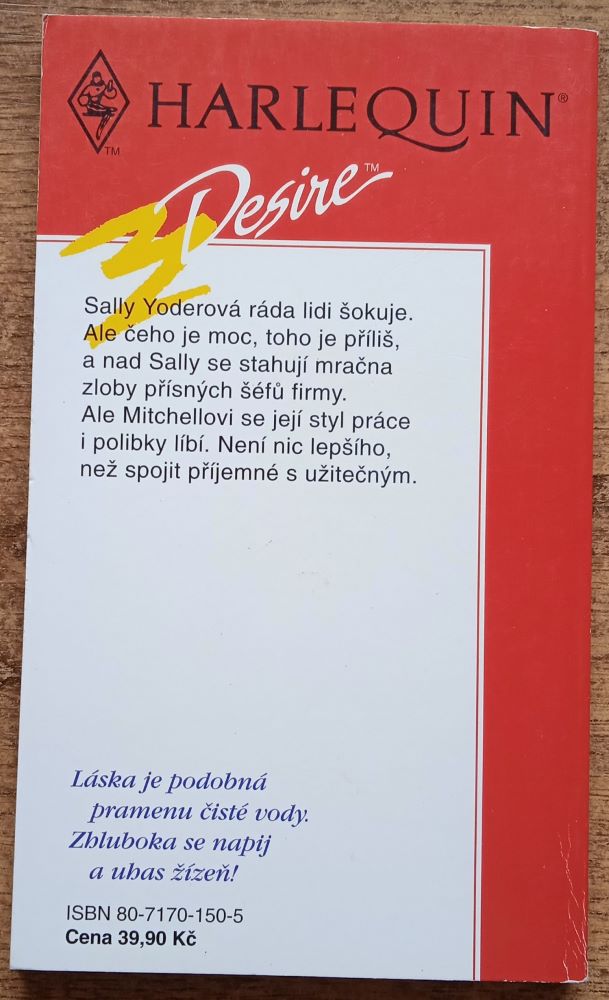 HARLEQUIN®
TM
Desire™
Sally Yoderová ráda lidi šokuje.
Ale čeho je moc, toho je příliš,
a nad Sally se stahují mračna
zloby přísných šéfů firmy.
Ale Mitchellovi se její styl práce
i polibky líbí. Není nic lepšího,
než spojit příjemné s užitečným.
Láska je podobná
pramenu čisté vody.
Zhluboka se napij
a uhas žízeň!
ISBN 80-7170-150-5
Cena 39,90 Kč